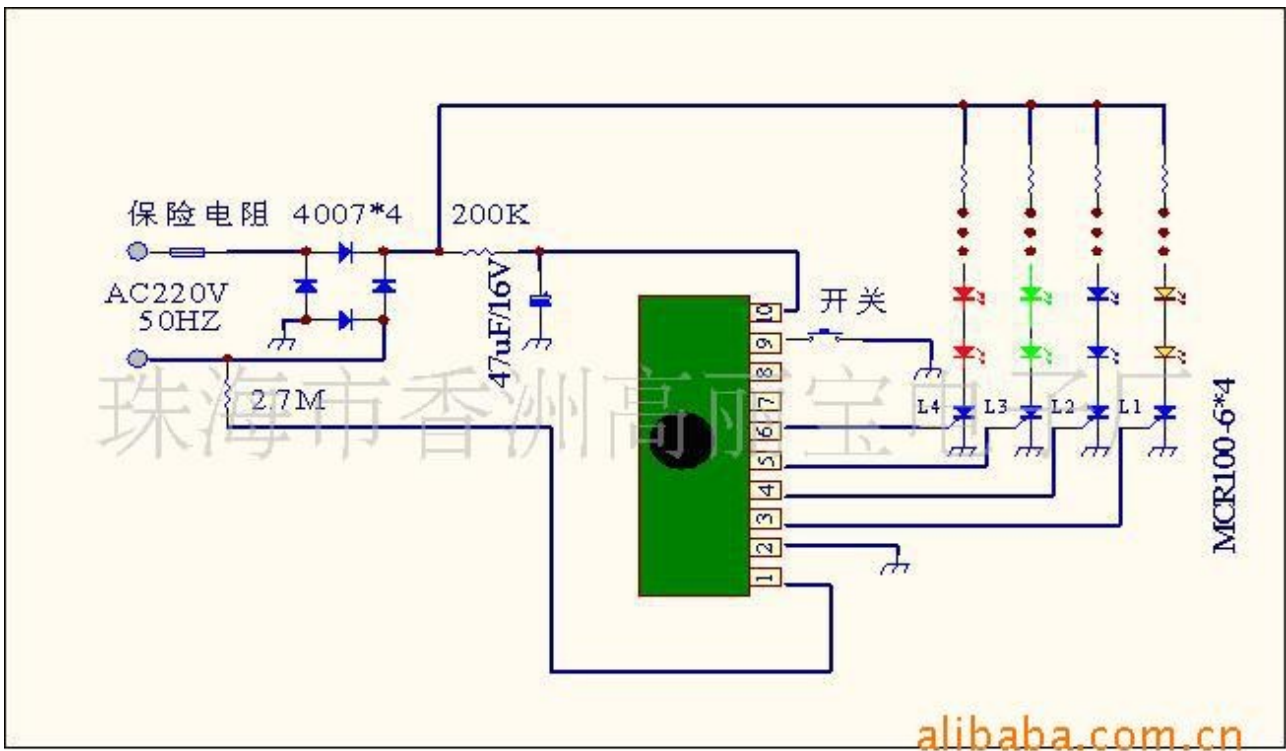 保险电阻 4007*4 200K
AC220V
50HZ
47uF/16V
2.7M
开关
10
9
8
7
6
5
4
3
2
1
L4 L3 L2 L1
MCR100-6*4
珠海市香洲高丽宝电子厂
alibaba.com.cn